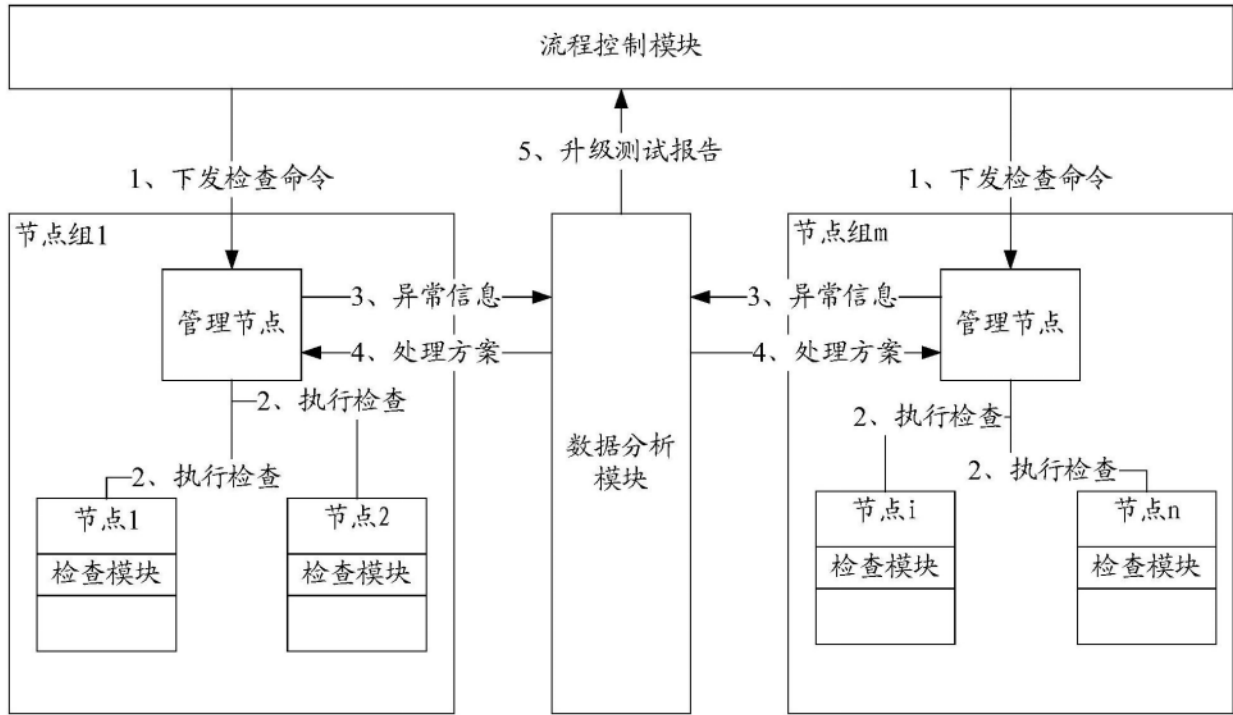 流程控制模块
5、升级测试报告
1、下发检查命令
1、下发检查命令
节点组1
管理节点
3、异常信息
4、处理方案
2、执行检查
2、执行检查
节点1
检查模块
节点2
检查模块
数据分析
模块
节点组m
3、异常信息
管理节点
4、处理方案
2、执行检查
2、执行检查
节点i
检查模块
节点n
检查模块